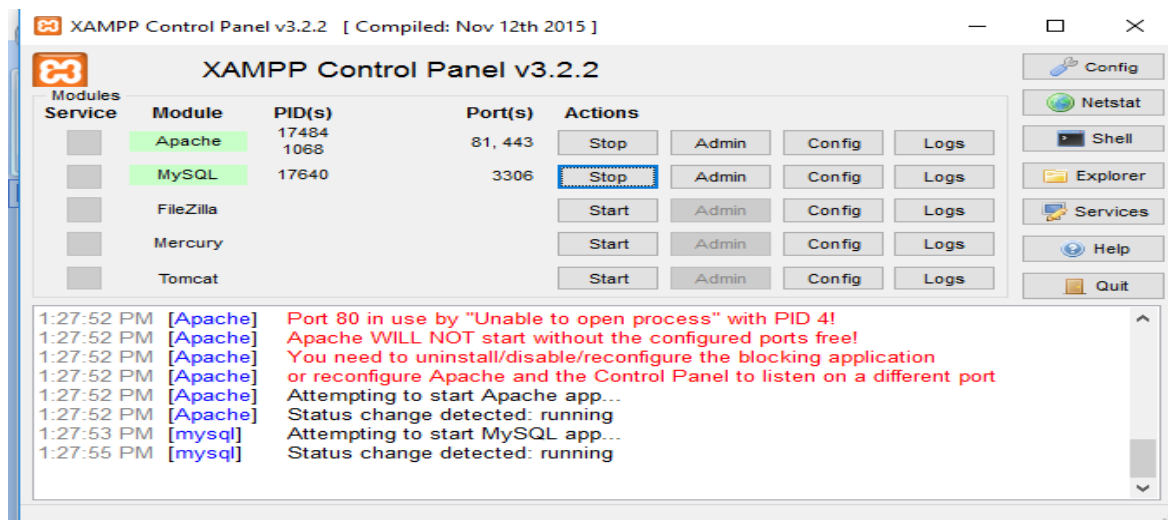 XAMPP Control Panel v3.2.2 [ Compiled: Nov 12th 2015 ]
XAMPP Control Panel v3.2.2
Config
Modules
Service Module PID(s) Port(s) Actions
Netstat
Apache 17484 1068 81, 443 Stop Admin Config Logs
Shell
MySQL 17640 3306 Stop Admin Config Logs
Explorer
FileZilla Start Admin Config Logs
Services
Mercury Start Admin Config Logs
Help
Tomcat Start Admin Config Logs
Quit
1:27:52 PM [Apache] Port 80 in use by "Unable to open process" with PID 4!
1:27:52 PM [Apache] Apache WILL NOT start without the configured ports free!
1:27:52 PM [Apache] You need to uninstall/disable/reconfigure the blocking application
1:27:52 PM [Apache] or reconfigure Apache and the Control Panel to listen on a different port
1:27:52 PM [Apache] Attempting to start Apache app...
1:27:52 PM [Apache] Status change detected: running
1:27:53 PM [mysql] Attempting to start MySQL app...
1:27:55 PM [mysql] Status change detected: running